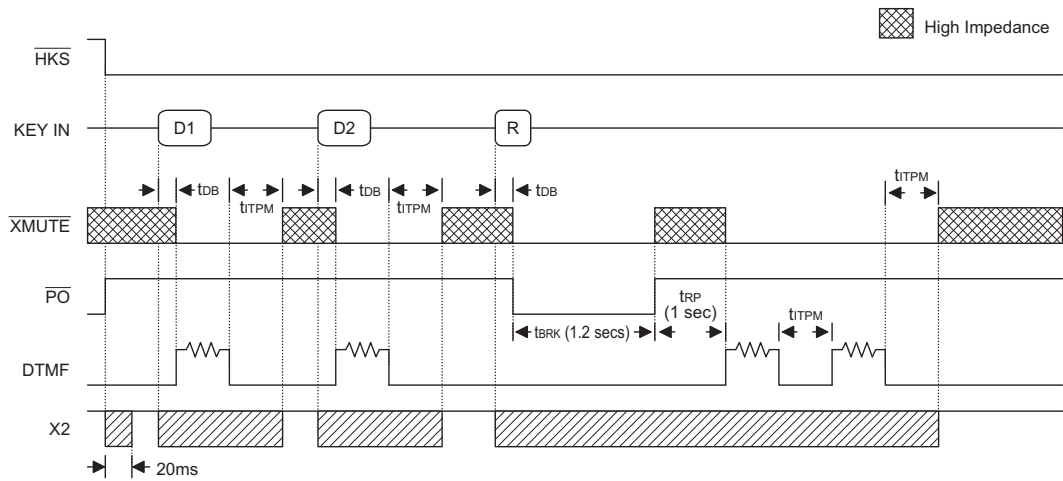 High Impedance
HKS
KEY IN D1 D2 R
tDB tITPM tDB tITPM tDB tITPM
XMUTE
PO
tBRK (1.2 secs) tRP (1 sec) tITPM
DTMF
X2
20ms